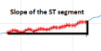 Slope of the ST segment